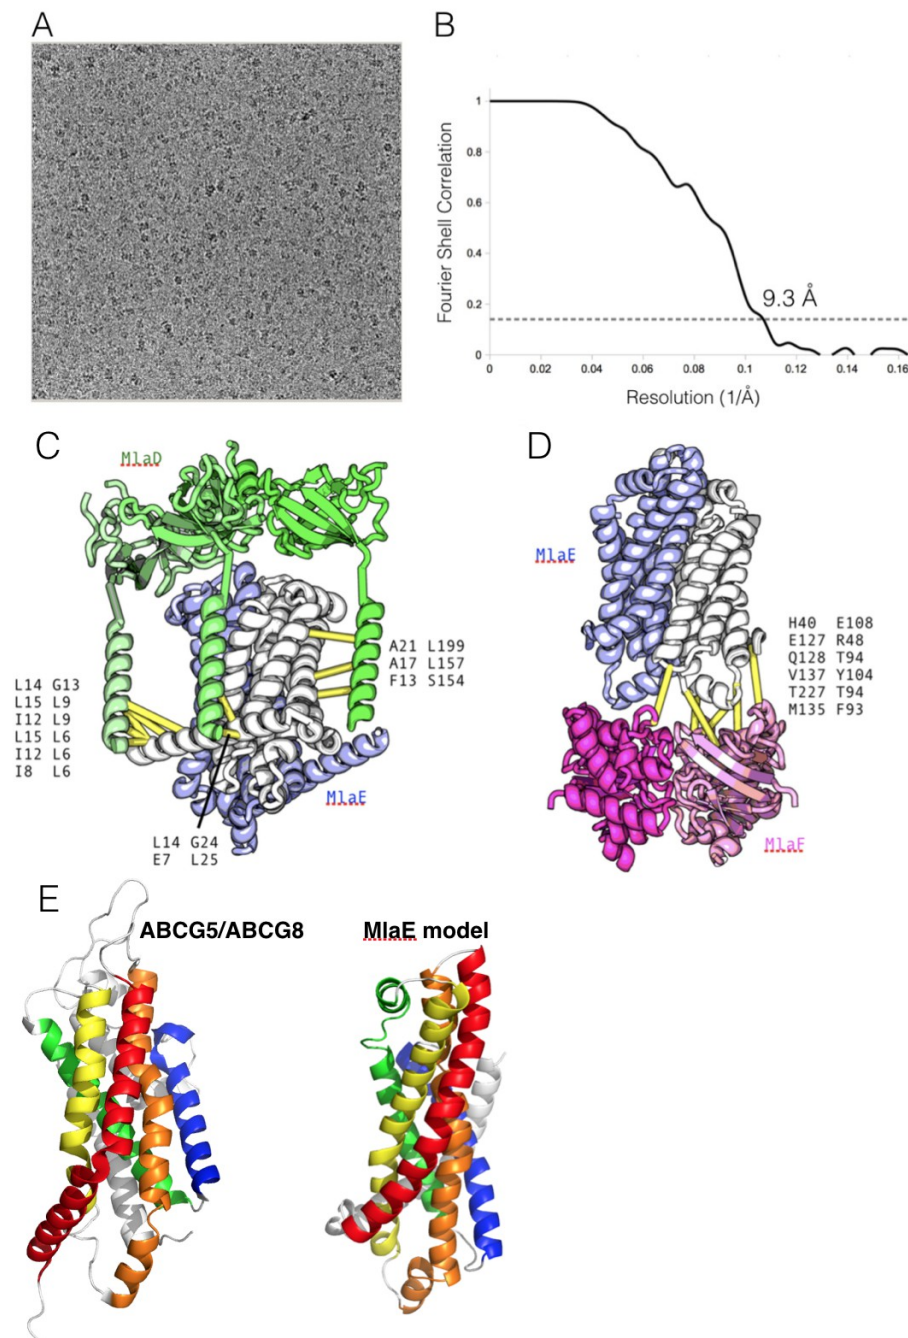 A
B
Fourier Shell Correlation
1
0.8
0.6
0.4
0.2
0
9.3 Å
0 0.02 0.04 0.06 0.08 0.1 0.12 0.14 0.16
Resolution (1/Å)
C
MlaD
A21 L199
A17 L157
F13 S154
L14 G13
L15 L9
I12 L9
L15 L6
I12 L6
I8 L6
MlaE
L14 G24
E7 L25
D
MlaE
H40 E108
E127 R48
Q128 T94
V137 Y104
T227 T94
M135 F93
MlaF
E
ABCG5/ABCG8
MlaE model